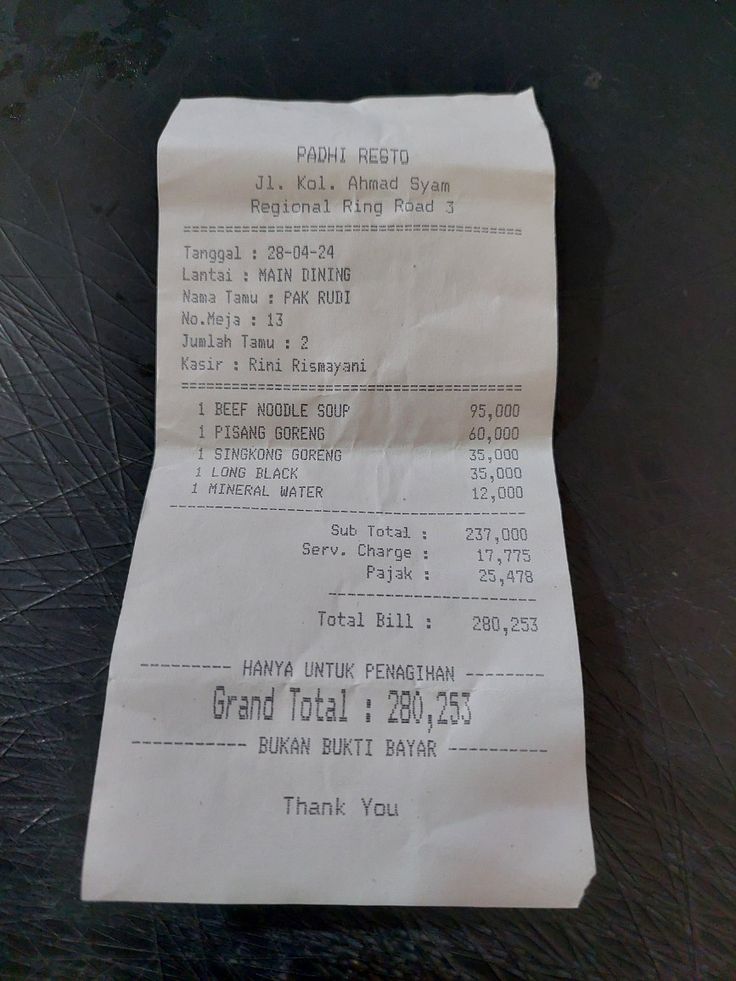 PADHI RESTO
Jl. Kol. Ahmad Syam
Regional Ring Road 3
========================================
Tanggal : 28-04-24
Lantai : MAIN DINING
Nama Tamu : PAK RUDI
No.Meja : 13
Jumlah Tamu : 2
Kasir : Rini Rismayani
========================================
1 BEEF NOODLE SOUP 95,000
1 PISANG GORENG 60,000
1 SINGKONG GORENG 35,000
1 LONG BLACK 35,000
1 MINERAL WATER 12,000
----------------------------------------
Sub Total : 237,000
Serv. Charge : 17,775
Pajak : 25,478
------------------------
Total Bill : 280,253
--------- HANYA UNTUK PENAGIHAN --------
Grand Total : 280,253
----------- BUKAN BUKTI BAYAR ----------
Thank You